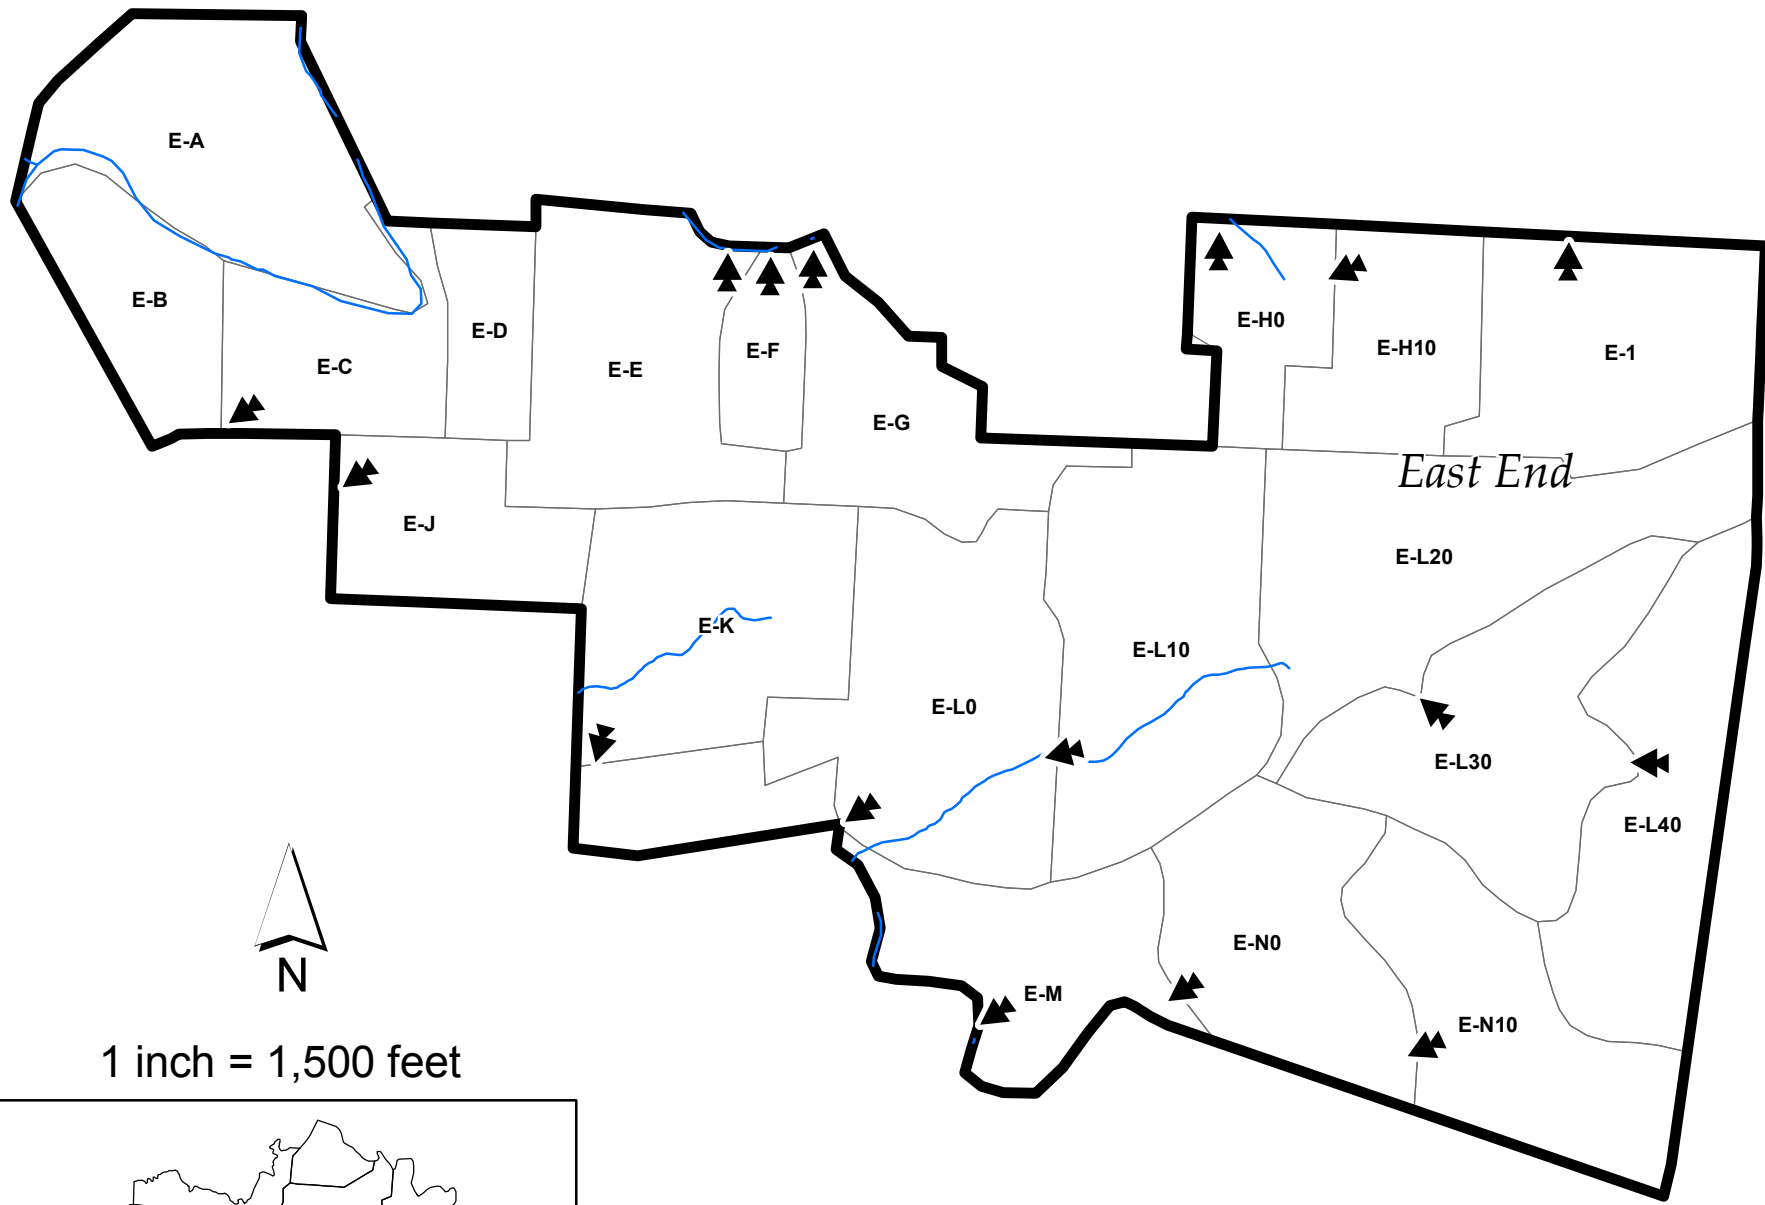 E-A
E-B
E-C
E-D
E-E
E-F
E-G
E-H0
E-H10
E-1
East End
E-J
E-K
E-L0
E-L10
E-L20
E-L30
E-L40
E-M
E-N0
E-N10
N
1 inch = 1,500 feet